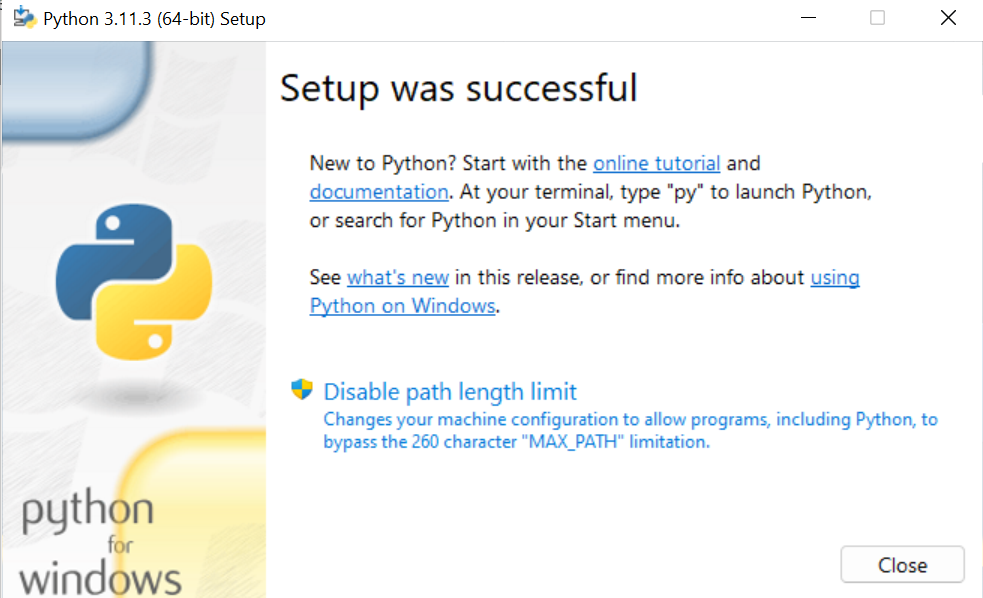 Python 3.11.3 (64-bit) Setup
Setup was successful
New to Python? Start with the online tutorial and
documentation. At your terminal, type "py" to launch Python,
or search for Python in your Start menu.
See what's new in this release, or find more info about using
Python on Windows.
Disable path length limit
Changes your machine configuration to allow programs, including Python, to
bypass the 260 character "MAX_PATH" limitation.
python
for
windows
Close